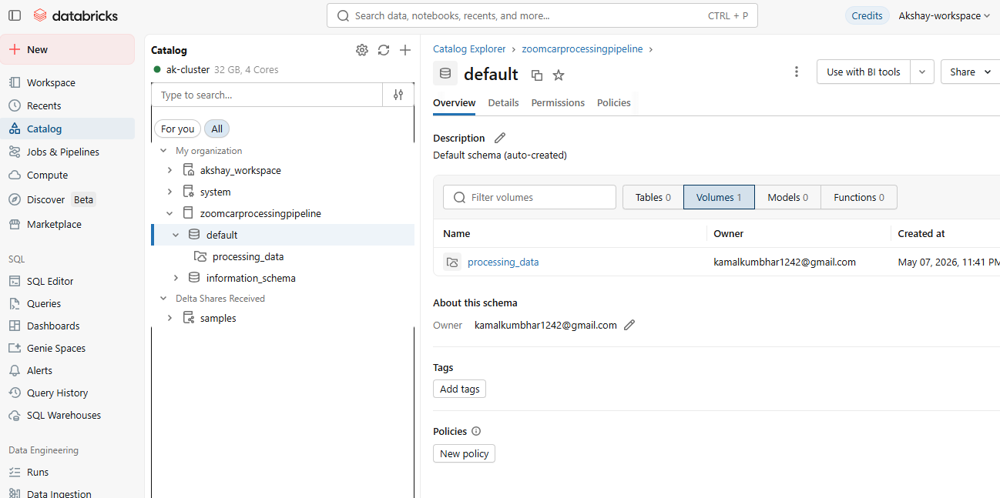 databricks
Search data, notebooks, recents, and more...
CTRL + P
Credits
Akshay-workspace
New
Workspace
Recents
Catalog
Jobs & Pipelines
Compute
Discover Beta
Marketplace
SQL
SQL Editor
Queries
Dashboards
Genie Spaces
Alerts
Query History
SQL Warehouses
Data Engineering
Runs
Data Ingestion
Catalog
ak-cluster 32 GB, 4 Cores
Type to search...
For you All
My organization
akshay_workspace
system
zoomcarprocessingpipeline
default
processing_data
information_schema
Delta Shares Received
samples
Catalog Explorer > zoomcarprocessingpipeline >
default
Use with BI tools
Share
Overview Details Permissions Policies
Description
Default schema (auto-created)
Filter volumes
Tables 0 Volumes 1 Models 0 Functions 0
Name Owner Created at
processing_data kamalkumbhar1242@gmail.com May 07, 2026, 11:41 PM
About this schema
Owner kamalkumbhar1242@gmail.com
Tags
Add tags
Policies
New policy